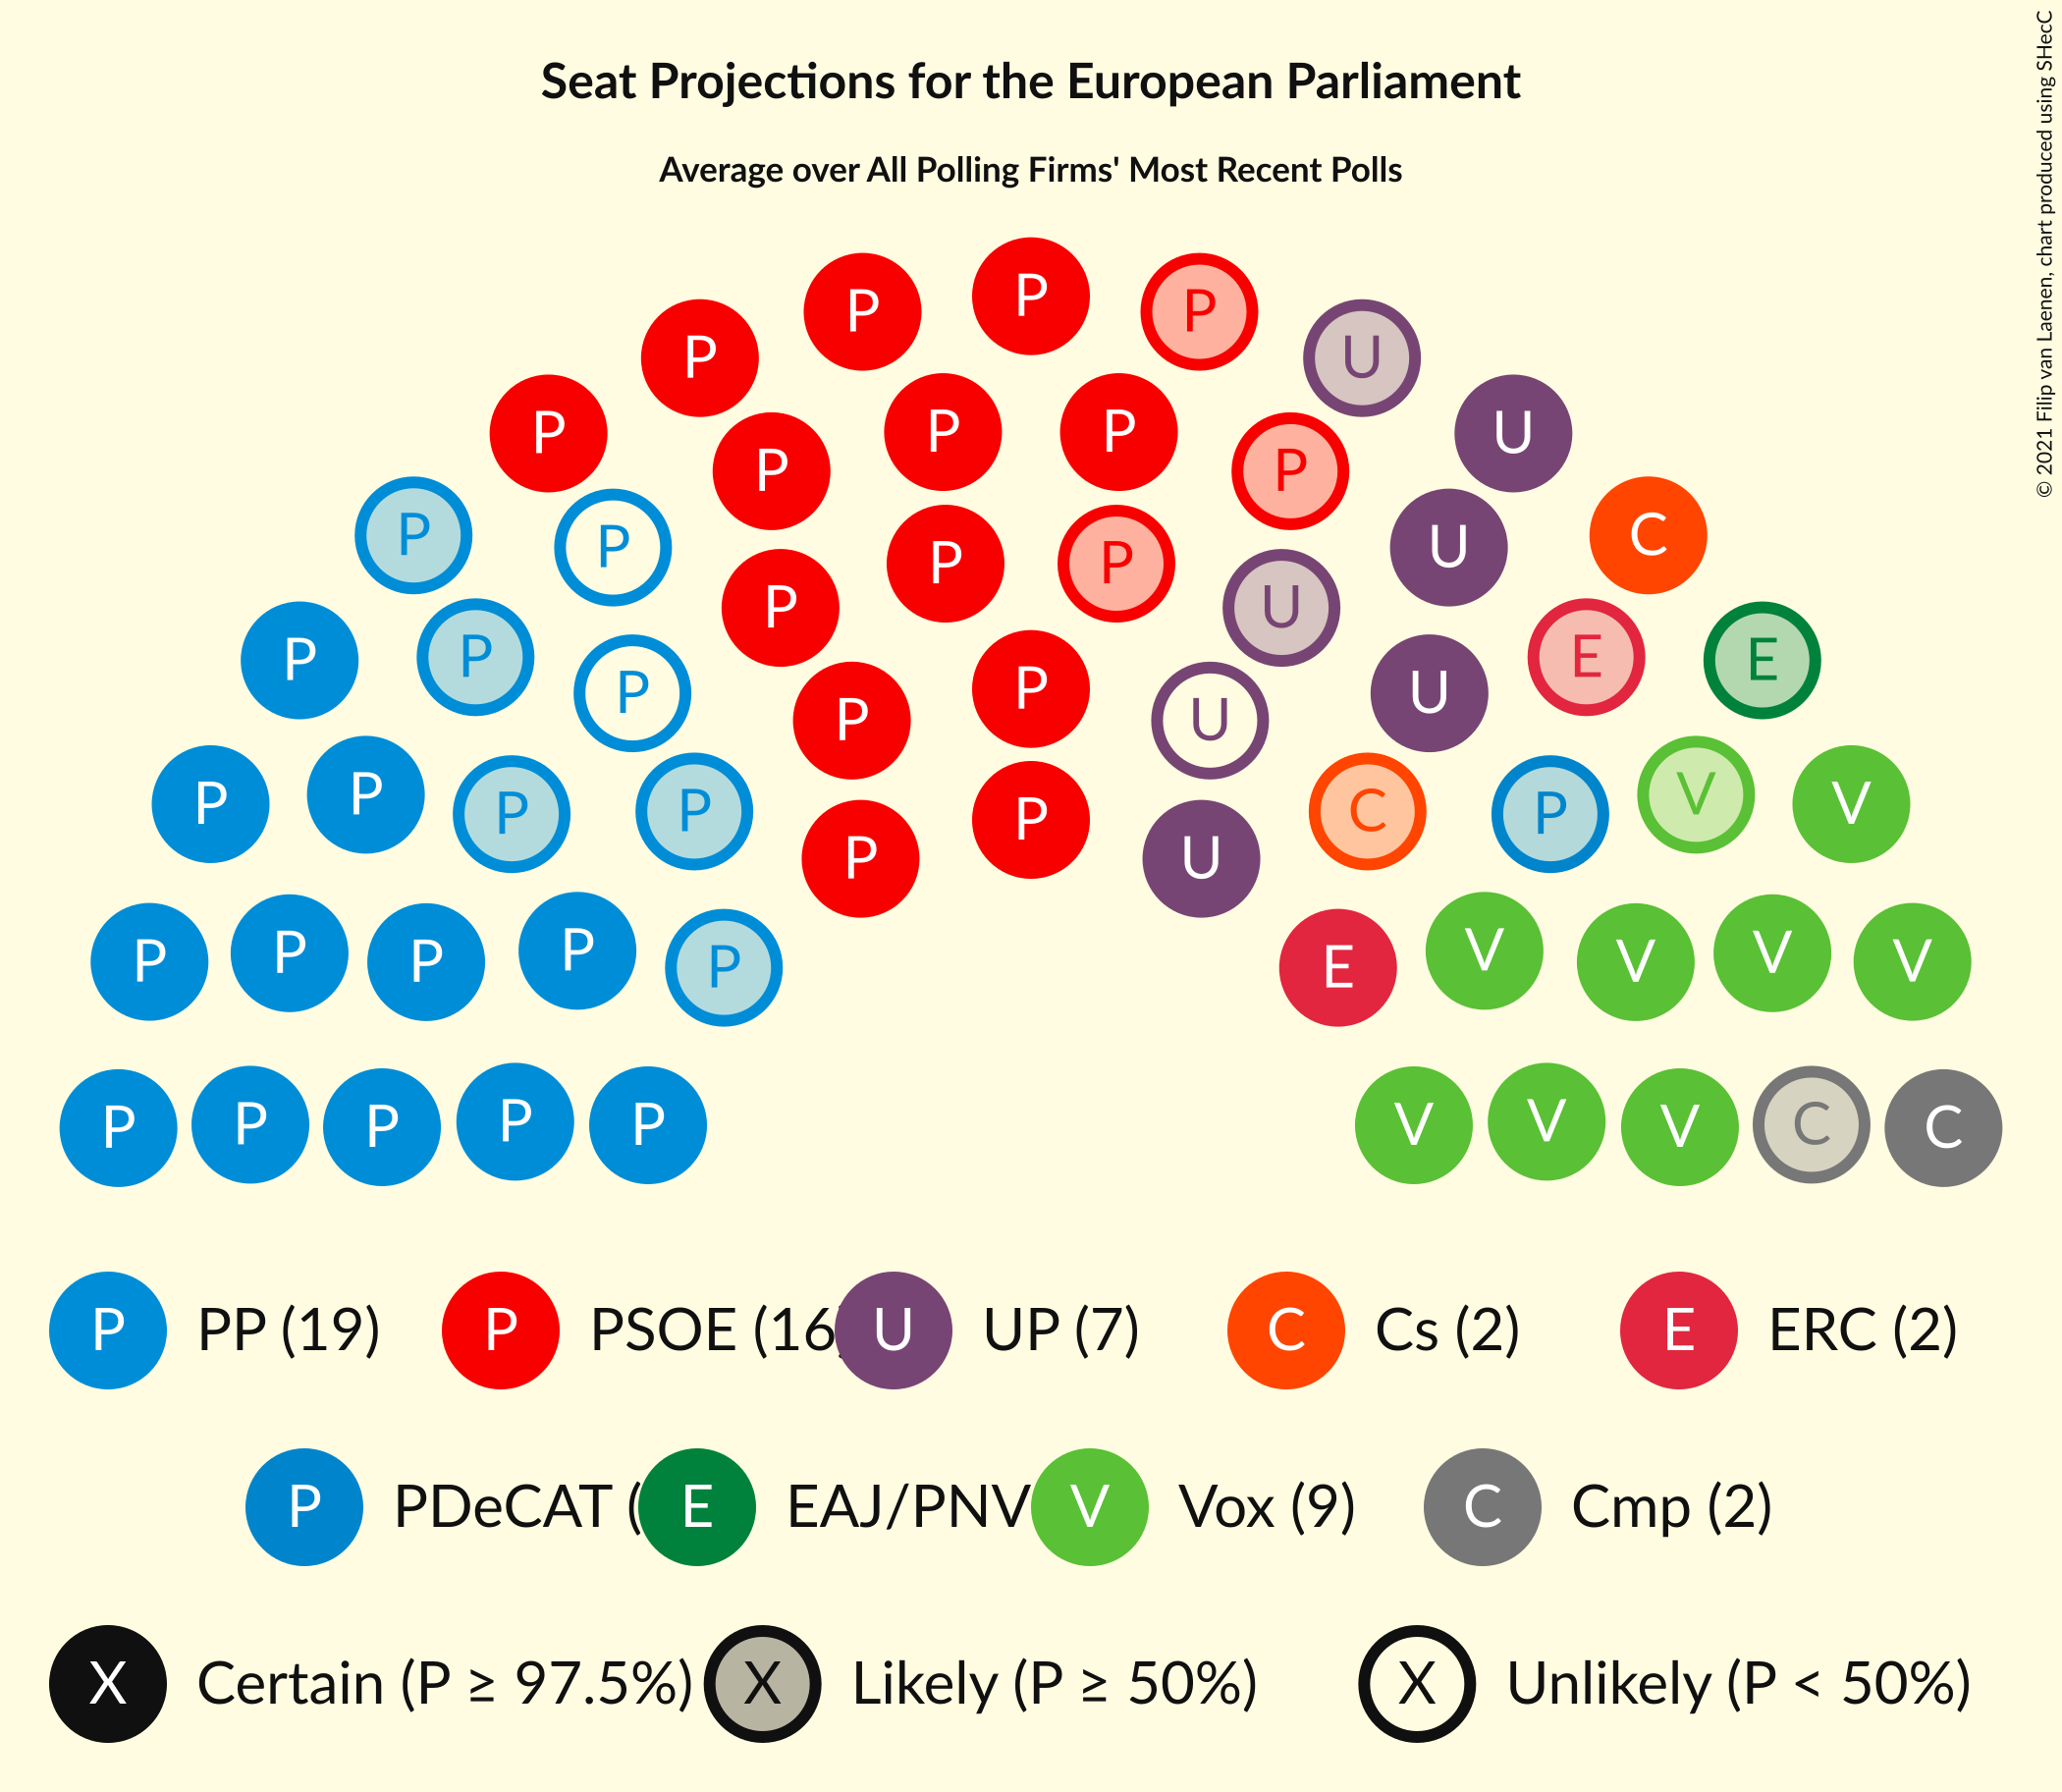 Seat Projections for the European Parliament
Average over All Polling Firms' Most Recent Polls
© 2021 Filip van Laenen, chart produced using SHecC
P P P P U
P P P P P U U
P P P P P U C
P P P P U U E E
P P P P P P U C P V V
P P P P P P U E V V V V
P P P P P V V V C C
P PP (19) P PSOE (16 U UP (7) C Cs (2) E ERC (2)
P PDeCAT ( E EAJ/PNV V Vox (9) C Cmp (2)
X Certain (P ≥ 97.5%) X Likely (P ≥ 50%) X Unlikely (P < 50%)